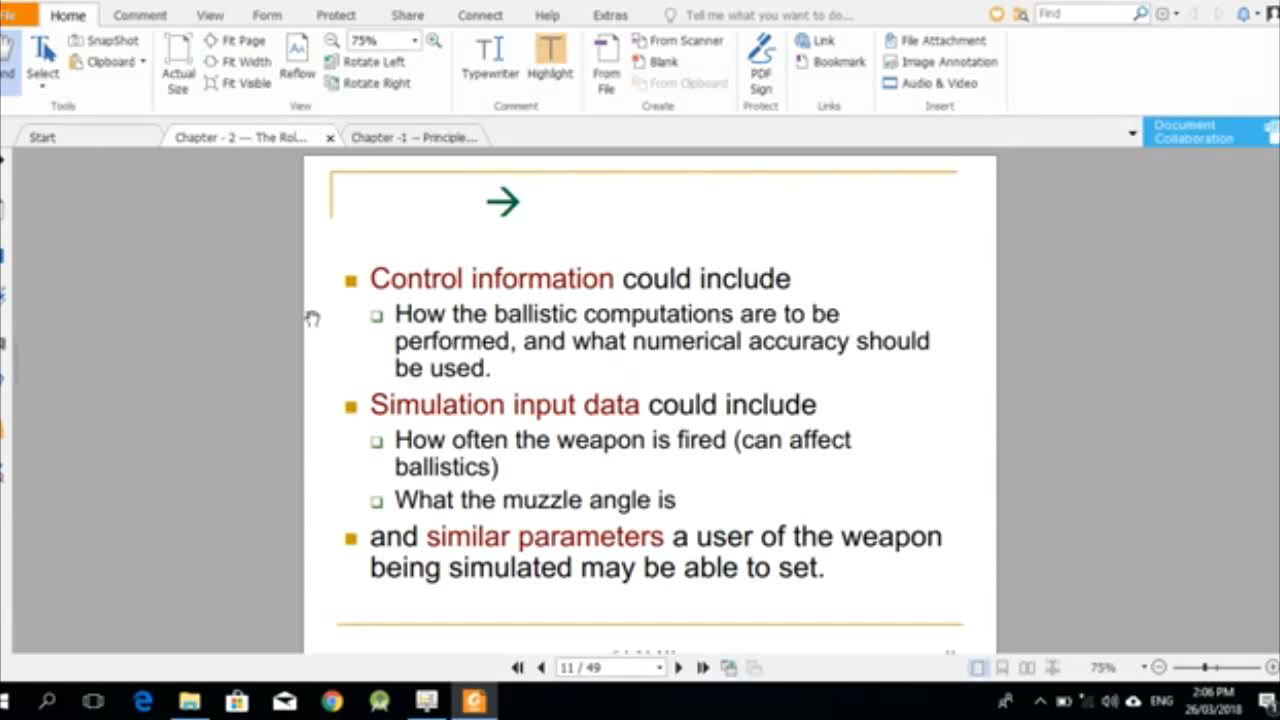 File Home Comment View Form Protect Share Connect Help Extras Tell me what you want to do... Find
SnapShot Fit Page 75% From Scanner Link File Attachment
Select Clipboard Actual Size Fit Width Reflow Rotate Left Typewriter Highlight From File Blank PDF Sign Bookmark Image Annotation
Fit Visible Rotate Right From Clipboard Audio & Video
Tools View Comment Create Protect Links Insert
Start Chapter - 2 --- The Rol... x Chapter -1 -- Principle... Document
Collaboration
Control information could include
How the ballistic computations are to be
performed, and what numerical accuracy should
be used.
Simulation input data could include
How often the weapon is fired (can affect
ballistics)
What the muzzle angle is
and similar parameters a user of the weapon
being simulated may be able to set.
11 / 49 75%
ENG 2:06 PM
26/03/2018